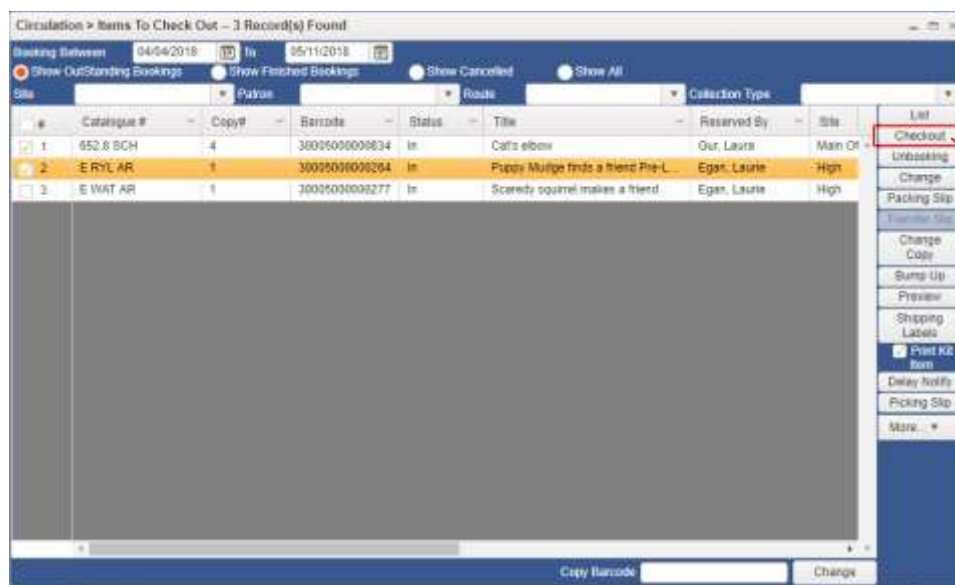 Circulation > Items To Check Out – 3 Record(s) Found
Booking Between 04/04/2018 to 05/11/2018
Show OutStanding Bookings Show Finished Bookings Show Cancelled Show All
Site Patron Route Collection Type
# Catalogue # Copy# Barcode Status Title Reserved By Site
1 652.8 SCH 4 30005000000834 In Cat's elbow Gur, Laura Main Of
2 E RYL AR 1 30005000000264 In Puppy Mudge finds a friend Pre-L... Egan, Laurie High
3 E WAT AR 1 30005000000277 In Scaredy squirrel makes a friend Egan, Laurie High
List
Checkout
Unbooking
Change
Packing Slip
Transfer Slip
Change
Copy
Bump Up
Preview
Shipping
Labels
Print Kit
Item
Delay Notify
Picking Slip
More...
Copy Barcode Change